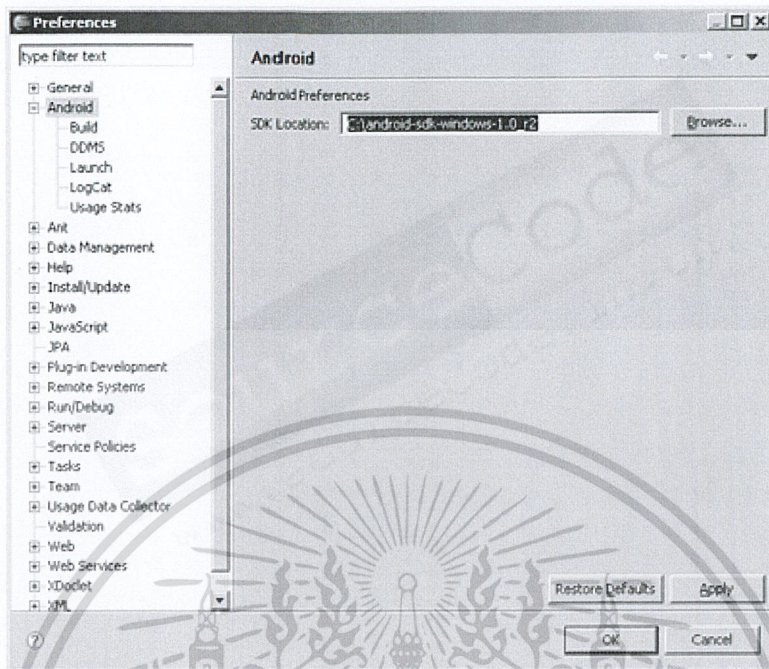 Preferences
type filter text
General
Android
Build
DDMS
Launch
LogCat
Usage Stats
Ant
Data Management
Help
Install/Update
Java
JavaScript
JPA
Plug-in Development
Remote Systems
Run/Debug
Server
Service Policies
Tasks
Team
Usage Data Collector
Validation
Web
Web Services
XDoclet
XML
Android
Android Preferences
SDK Location: C:\android-sdk-windows-1.0_r2
Browse...
Restore Defaults
Apply
OK
Cancel